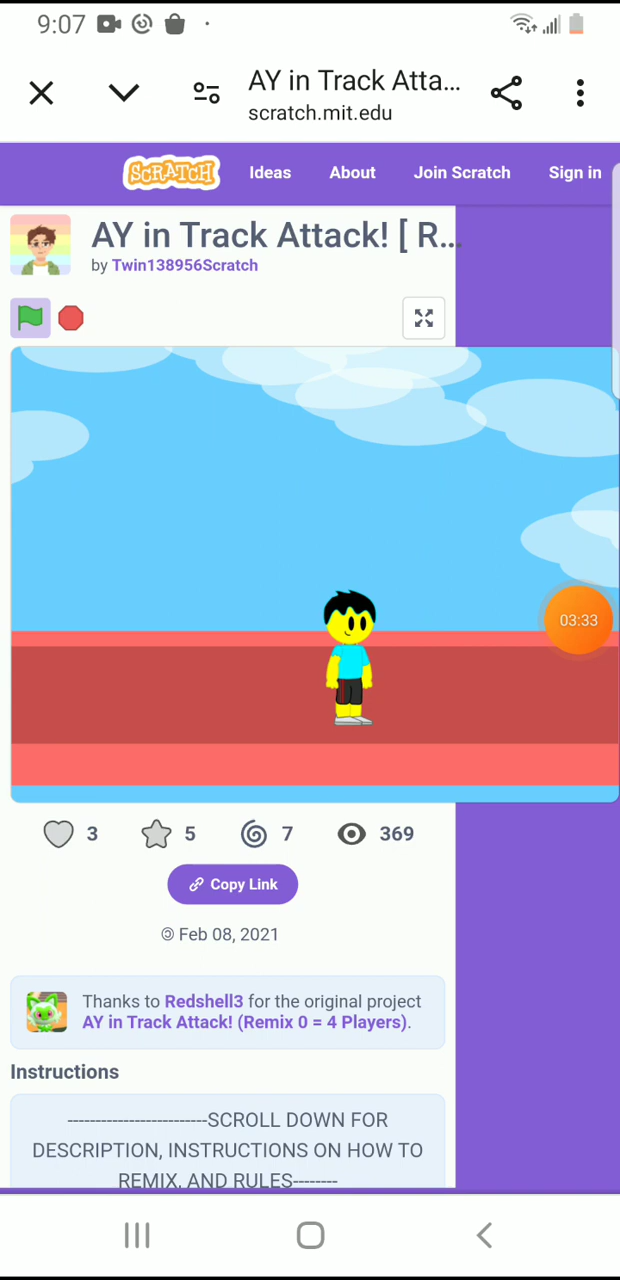 9:07
AY in Track Atta...
scratch.mit.edu
SCRATCH Ideas About Join Scratch Sign in
AY in Track Attack! [ R...
by Twin138956Scratch
03:33
3 5 7 369
Copy Link
Feb 08, 2021
Thanks to Redshell3 for the original project
AY in Track Attack! (Remix 0 = 4 Players).
Instructions
--------------------------SCROLL DOWN FOR
DESCRIPTION, INSTRUCTIONS ON HOW TO
REMIX, AND RULES--------